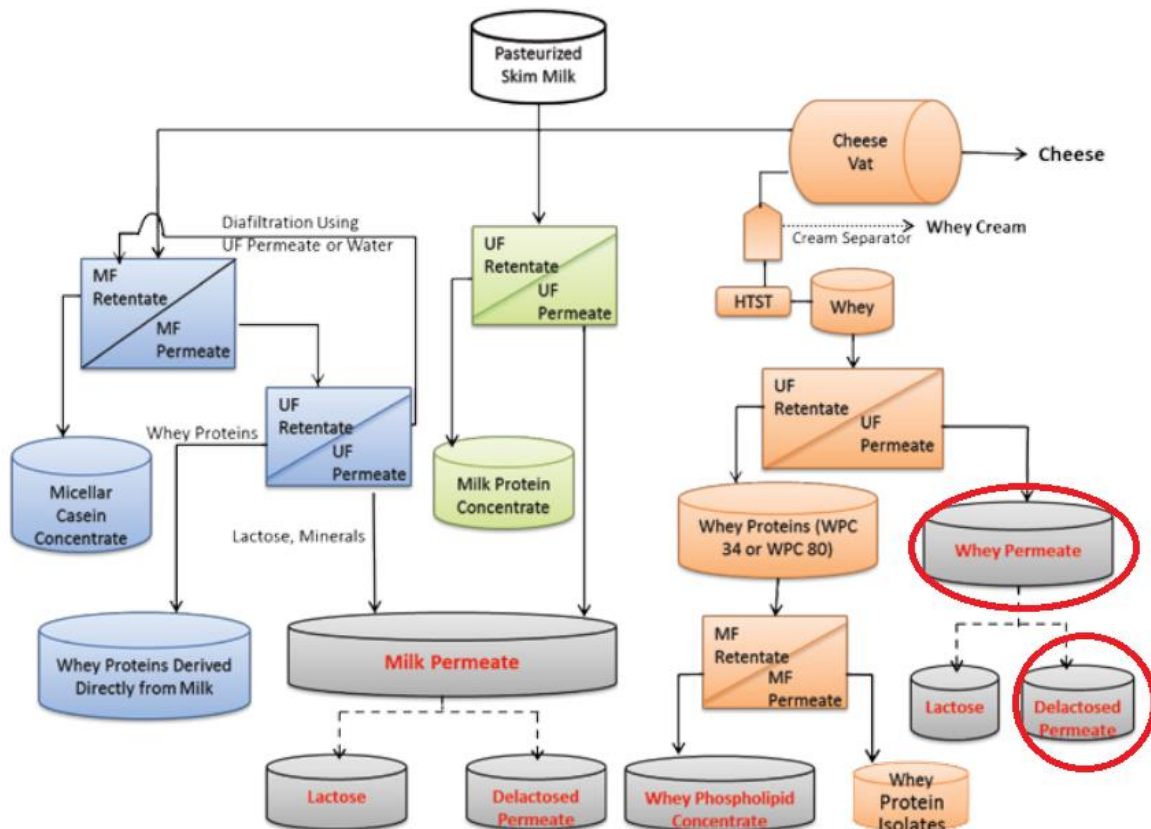 Pasteurized
Skim Milk
Cheese
Vat
Cheese
Diafiltration Using
UF Permeate or Water
Cream Separator
Whey Cream
MF
Retentate
MF
Permeate
UF
Retentate
UF
Permeate
HTST
Whey
UF
Retentate
UF
Permeate
Whey Proteins
UF
Retentate
UF
Permeate
Micellar
Casein
Concentrate
Milk Protein
Concentrate
Lactose, Minerals
Whey Proteins (WPC
34 or WPC 80)
Whey Permeate
Whey Proteins Derived
Directly from Milk
Milk Permeate
MF
Retentate
MF
Permeate
Lactose
Delactosed
Permeate
Lactose
Delactosed
Permeate
Whey Phospholipid
Concentrate
Whey
Protein
Isolates